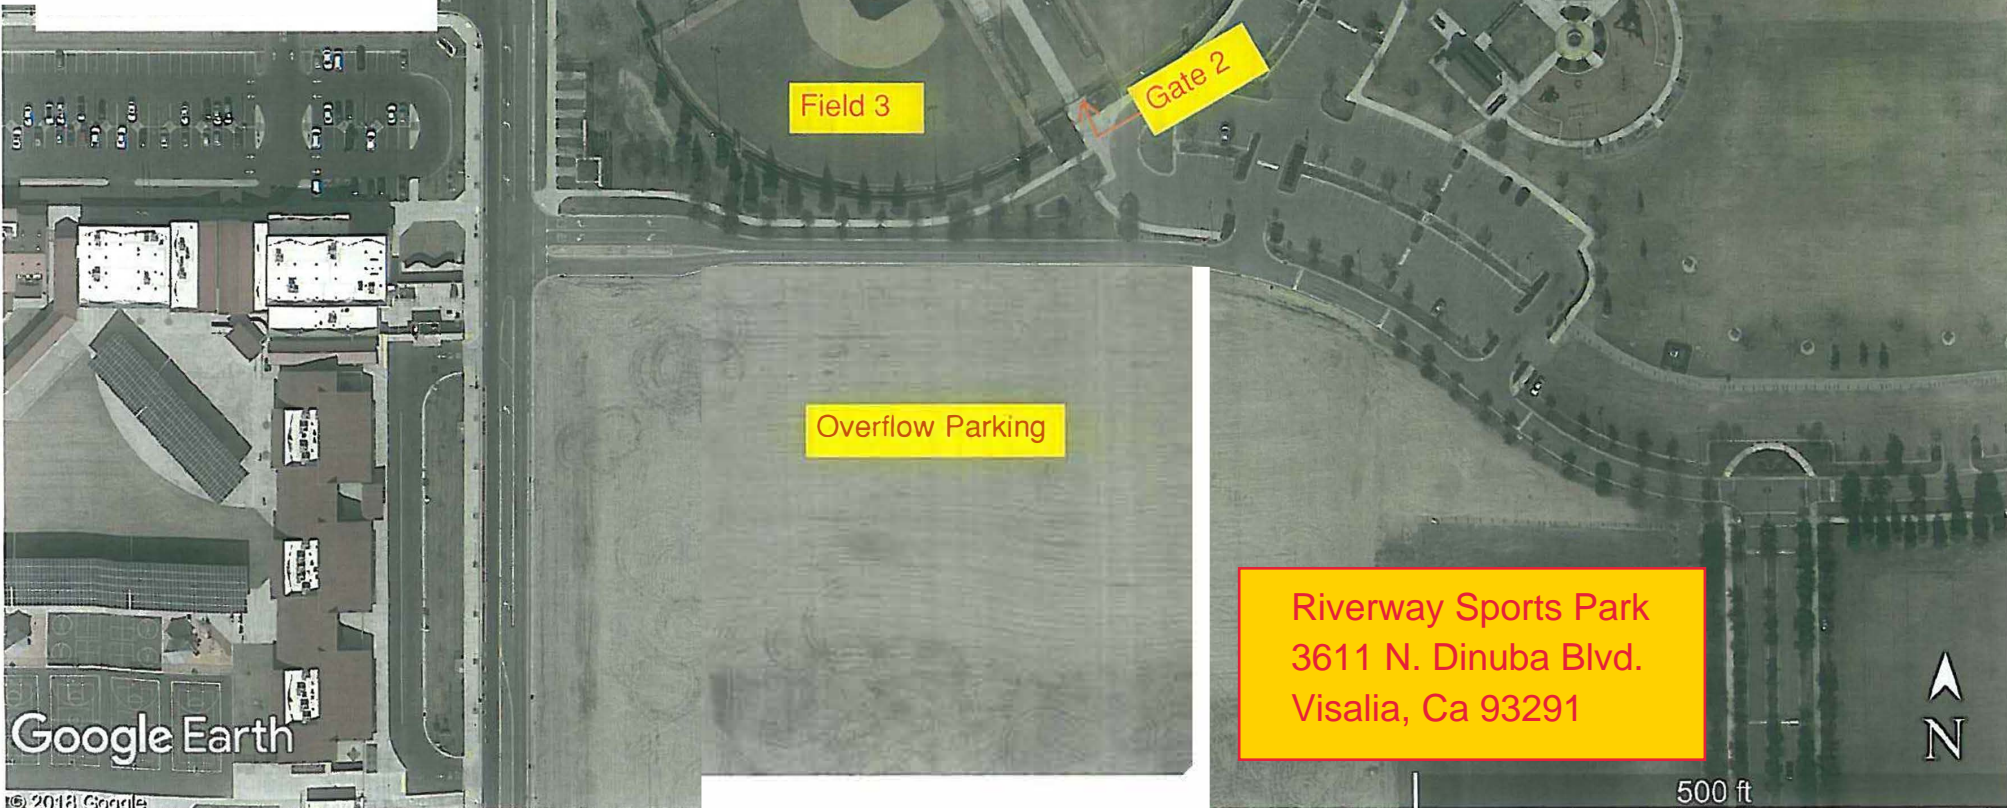 Field 3
Gate 2
Overflow Parking
Riverway Sports Park
3611 N. Dinuba Blvd.
Visalia, Ca 93291
Google Earth
N
500 ft
© 2018 Google